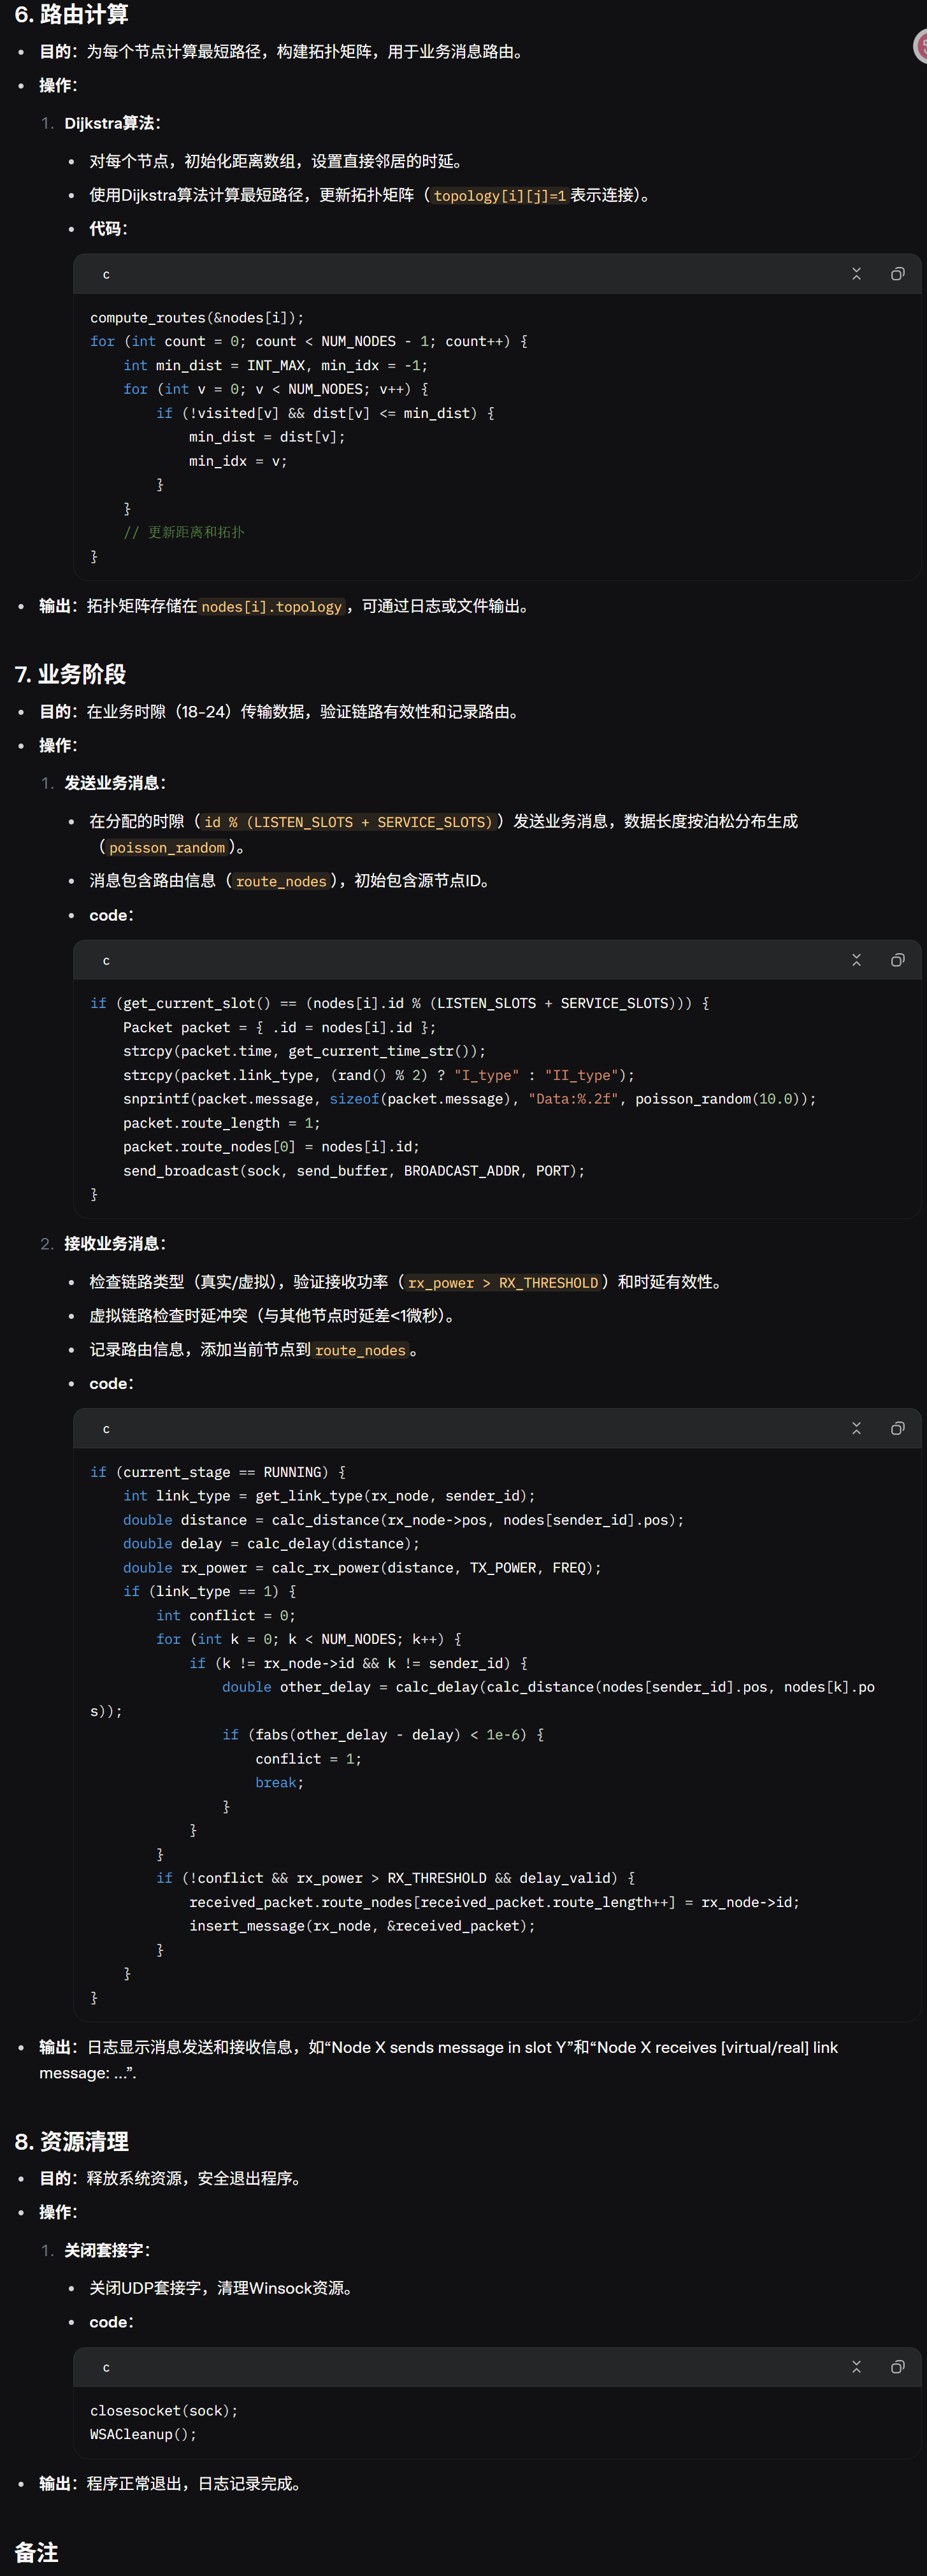 6. 路由计算
目的：为每个节点计算最短路径，构建拓扑矩阵，用于业务消息路由。
操作：
1. Dijkstra算法：
对每个节点，初始化距离数组，设置直接邻居的时延。
使用Dijkstra算法计算最短路径，更新拓扑矩阵（topology[i][j]=1表示连接）。
代码：
c
compute_routes(&nodes[i]);
for (int count = 0; count < NUM_NODES - 1; count++) {
    int min_dist = INT_MAX, min_idx = -1;
    for (int v = 0; v < NUM_NODES; v++) {
        if (!visited[v] && dist[v] <= min_dist) {
            min_dist = dist[v];
            min_idx = v;
        }
    }
    // 更新距离和拓扑
}
输出：拓扑矩阵存储在nodes[i].topology，可通过日志或文件输出。
7. 业务阶段
目的：在业务时隙（18-24）传输数据，验证链路有效性和记录路由。
操作：
1. 发送业务消息：
在分配的时隙（id % (LISTEN_SLOTS + SERVICE_SLOTS)）发送业务消息，数据长度按泊松分布生成
（poisson_random）。
消息包含路由信息（route_nodes），初始包含源节点ID。
code：
c
if (get_current_slot() == (nodes[i].id % (LISTEN_SLOTS + SERVICE_SLOTS))) {
    Packet packet = { .id = nodes[i].id };
    strcpy(packet.time, get_current_time_str());
    strcpy(packet.link_type, (rand() % 2) ? "I_type" : "II_type");
    snprintf(packet.message, sizeof(packet.message), "Data:%.2f", poisson_random(10.0));
    packet.route_length = 1;
    packet.route_nodes[0] = nodes[i].id;
    send_broadcast(sock, send_buffer, BROADCAST_ADDR, PORT);
}
2. 接收业务消息：
检查链路类型（真实/虚拟），验证接收功率（rx_power > RX_THRESHOLD）和时延有效性。
虚拟链路检查时延冲突（与其他节点时延差<1微秒）。
记录路由信息，添加当前节点到route_nodes。
code：
c
if (current_stage == RUNNING) {
    int link_type = get_link_type(rx_node, sender_id);
    double distance = calc_distance(rx_node->pos, nodes[sender_id].pos);
    double delay = calc_delay(distance);
    double rx_power = calc_rx_power(distance, TX_POWER, FREQ);
    if (link_type == 1) {
        int conflict = 0;
        for (int k = 0; k < NUM_NODES; k++) {
            if (k != rx_node->id && k != sender_id) {
                double other_delay = calc_delay(calc_distance(nodes[sender_id].pos, nodes[k].po
s));
                if (fabs(other_delay - delay) < 1e-6) {
                    conflict = 1;
                    break;
                }
            }
        }
        if (!conflict && rx_power > RX_THRESHOLD && delay_valid) {
            received_packet.route_nodes[received_packet.route_length++] = rx_node->id;
            insert_message(rx_node, &received_packet);
        }
    }
}
输出：日志显示消息发送和接收信息，如“Node X sends message in slot Y”和“Node X receives [virtual/real] link
message: ...”.
8. 资源清理
目的：释放系统资源，安全退出程序。
操作：
1. 关闭套接字：
关闭UDP套接字，清理Winsock资源。
code：
c
closesocket(sock);
WSACleanup();
输出：程序正常退出，日志记录完成。
备注